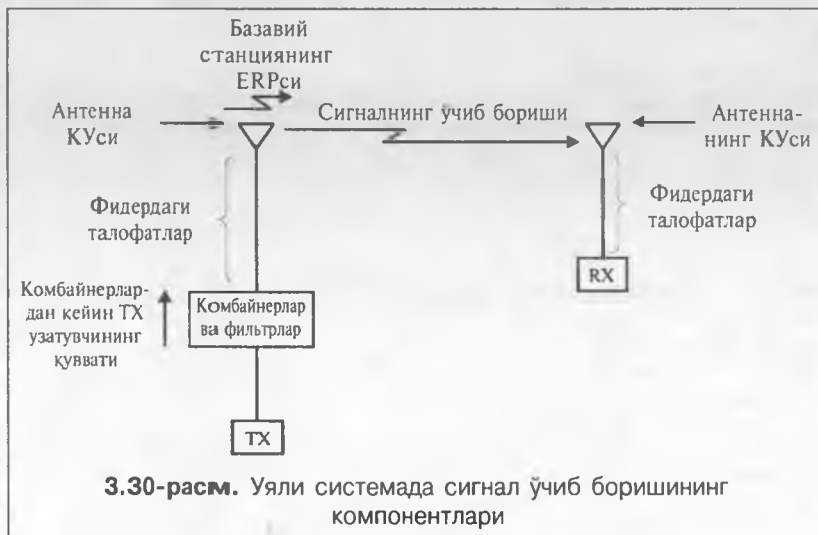 Базавий
станциянинг
ERPси
Антенна
КУси
Сигналнинг ўчиб бориши
Антенна-
нинг КУси
Фидердаги
талофатлар
Фидердаги
талофатлар
RX
Комбайнерлар-
дан кейин ТХ
узатувчининг
қуввати
Комбайнерлар
ва фильтрлар
TX
3.30-расм. Уяли системада сигнал ўчиб боришининг
компонентлари